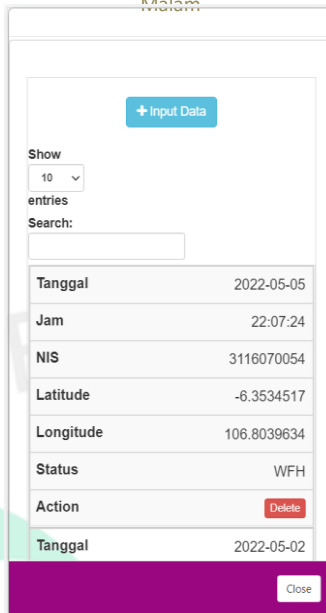 Malam
+ Input Data
Show
10
entries
Search:
Tanggal 2022-05-05
Jam 22:07:24
NIS 3116070054
Latitude -6.3534517
Longitude 106.8039634
Status WFH
Action Delete
Tanggal 2022-05-02
Close